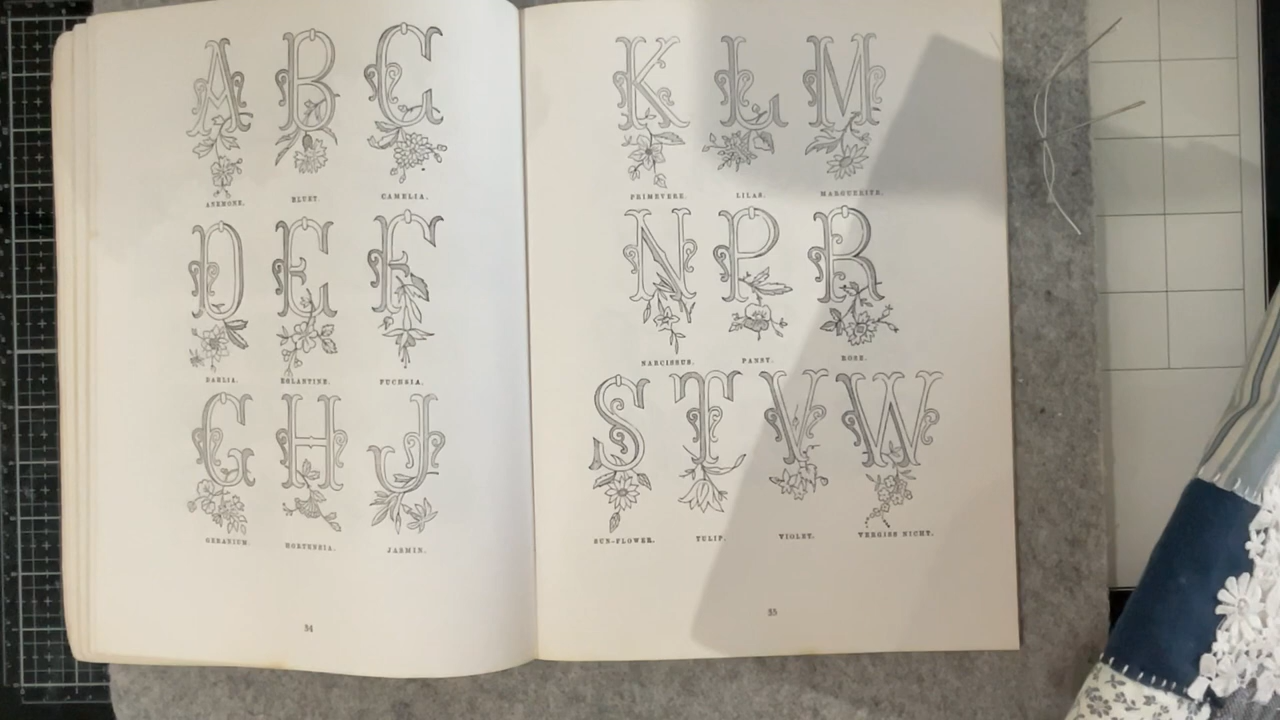 A B C
ANEMONE. BLUET. CAMELIA.
D E F
DAHLIA. EGLANTINE. FUCHSIA.
G H J
GERANIUM. HORTENSIA. JASMIN.
34
K L M
PRIMEVERE. LILAS. MARGUERITE.
N P R
NARCISSUS. PANSY. ROSE.
S T V W
SUN-FLOWER. TULIP. VIOLET. VERGISS NICHT.
35